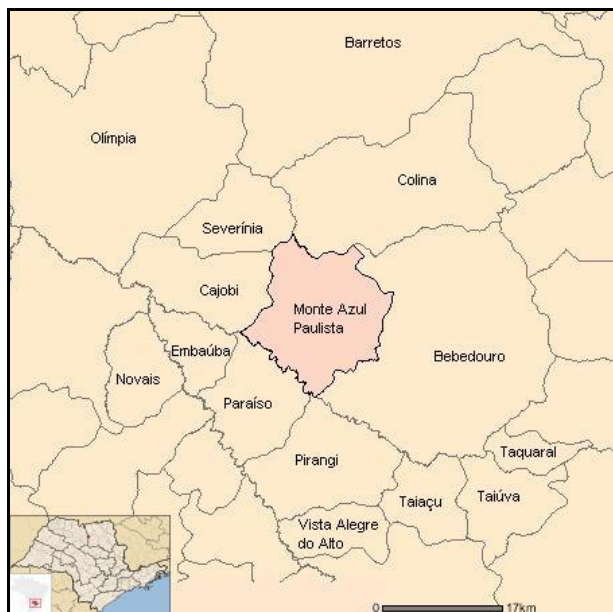 Barretos
Olímpia
Colina
Severínia
Cajobi
Monte Azul
Paulista
Embaúba
Bebedouro
Novais
Paraíso
Taquaral
Pirangi
Taiaçu
Taiúva
Vista Alegre
do Alto
0 17km